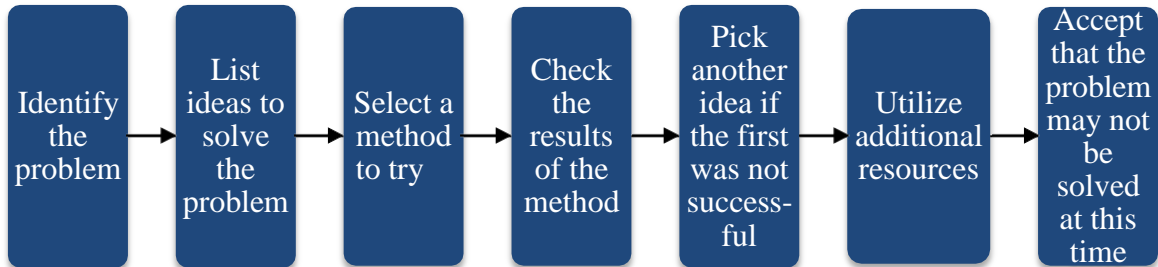 Identify
the
problem
List
ideas to
solve
the
problem
Select a
method
to try
Check
the
results
of the
method
Pick
another
idea if
the first
was not
success-
ful
Utilize
additional
resources
Accept
that the
problem
may not
be
solved
at this
time